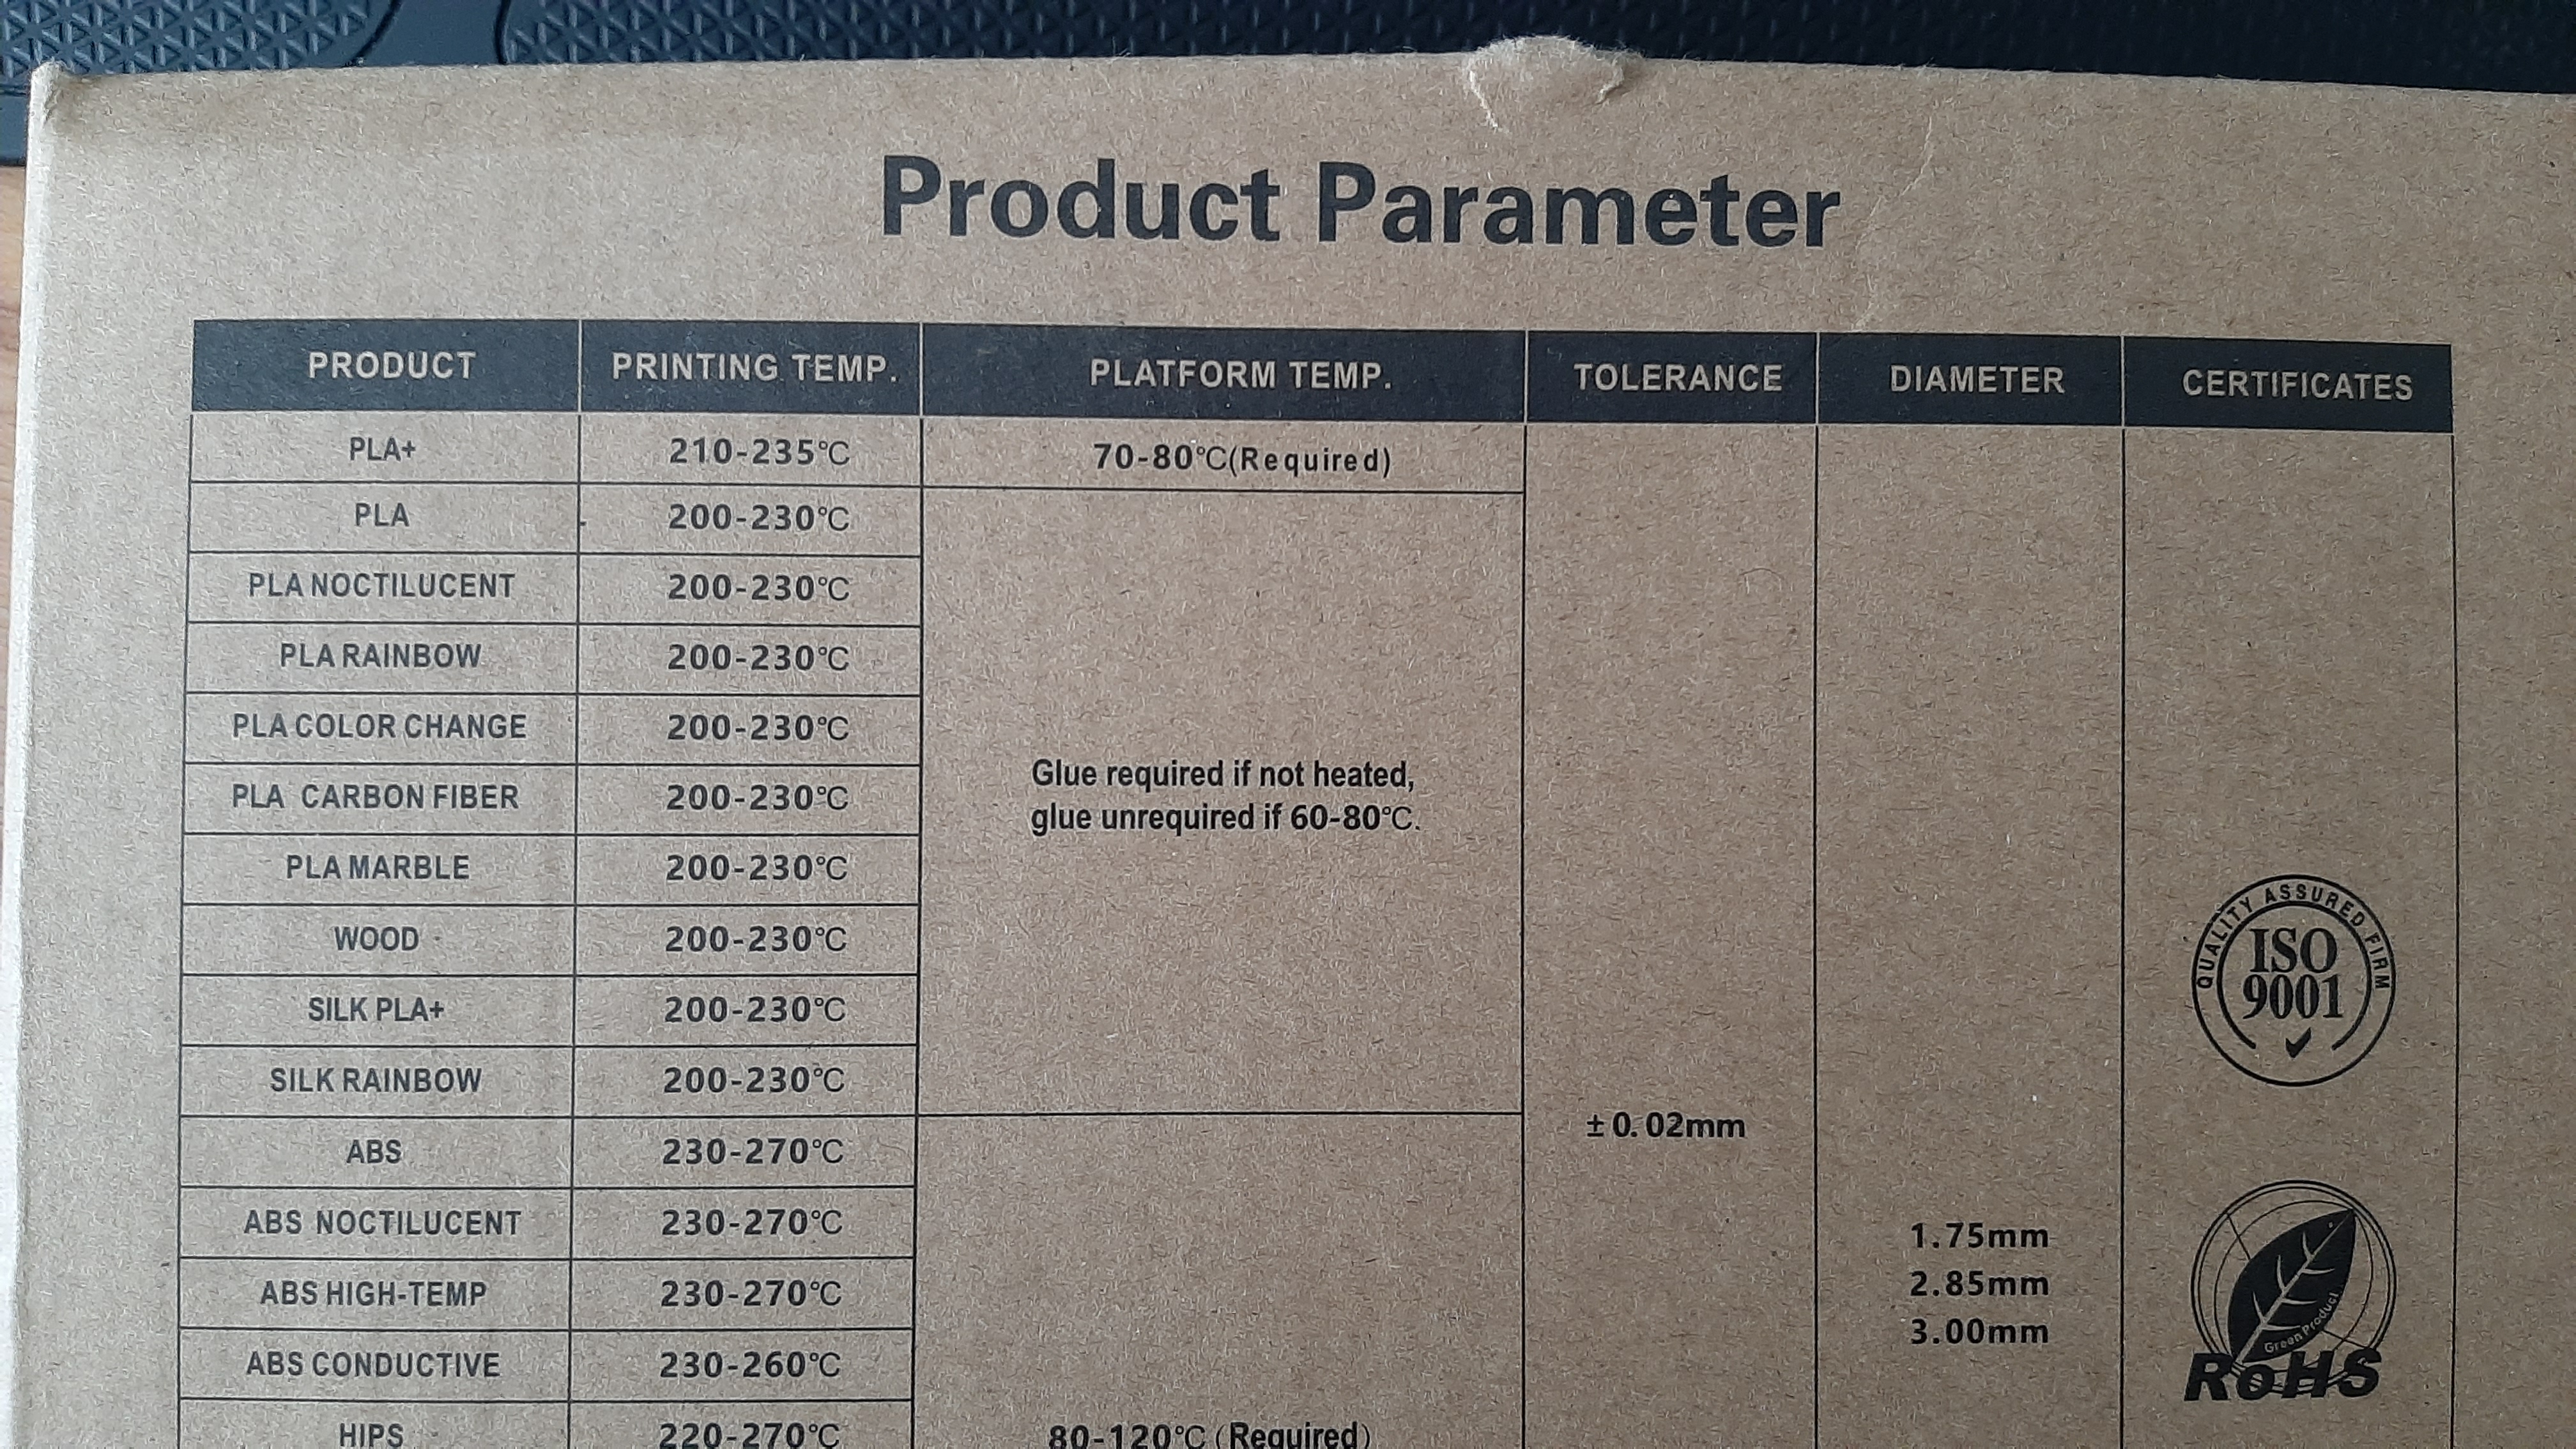 Product Parameter
PRODUCT PRINTING TEMP. PLATFORM TEMP. TOLERANCE DIAMETER CERTIFICATES
PLA+ 210-235℃ 70-80℃(Required)
PLA 200-230℃
PLA NOCTILUCENT 200-230℃
PLA RAINBOW 200-230℃
PLA COLOR CHANGE 200-230℃
Glue required if not heated,
PLA CARBON FIBER 200-230℃
glue unrequired if 60-80℃.
PLA MARBLE 200-230℃
QUALITY ASSURED FIRM
WOOD 200-230℃
ISO
9001
SILK PLA+ 200-230℃
SILK RAINBOW 200-230℃
±0.02mm
ABS 230-270℃
ABS NOCTILUCENT 230-270℃
1.75mm
2.85mm
ABS HIGH-TEMP 230-270℃
3.00mm
Green Product
ABS CONDUCTIVE 230-260℃
RoHS
HIPS 220-270℃ 80-120℃ (Required)